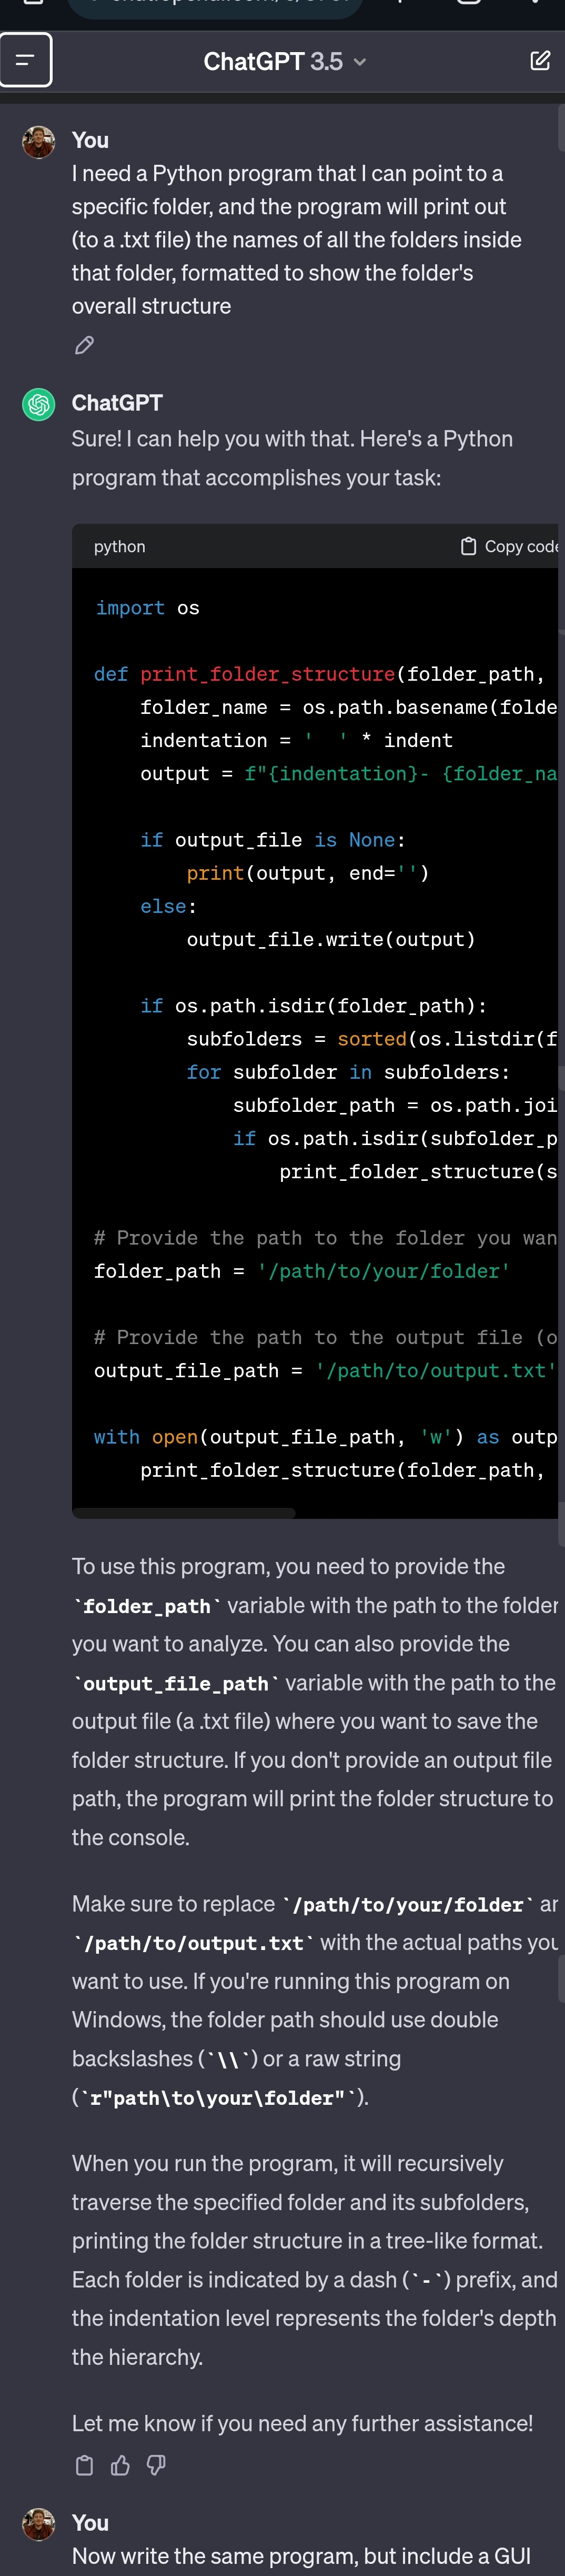 ChatGPT 3.5
You
I need a Python program that I can point to a
specific folder, and the program will print out
(to a .txt file) the names of all the folders inside
that folder, formatted to show the folder's
overall structure
ChatGPT
Sure! I can help you with that. Here's a Python
program that accomplishes your task:
python Copy code
import os
def print_folder_structure(folder_path,
    folder_name = os.path.basename(folde
    indentation = '  ' * indent
    output = f"{indentation}- {folder_na
    if output_file is None:
        print(output, end='')
    else:
        output_file.write(output)
    if os.path.isdir(folder_path):
        subfolders = sorted(os.listdir(f
        for subfolder in subfolders:
            subfolder_path = os.path.joi
            if os.path.isdir(subfolder_p
                print_folder_structure(s
# Provide the path to the folder you wan
folder_path = '/path/to/your/folder'
# Provide the path to the output file (o
output_file_path = '/path/to/output.txt'
with open(output_file_path, 'w') as outp
    print_folder_structure(folder_path,
To use this program, you need to provide the
`folder_path` variable with the path to the folder
you want to analyze. You can also provide the
`output_file_path` variable with the path to the
output file (a .txt file) where you want to save the
folder structure. If you don't provide an output file
path, the program will print the folder structure to
the console.
Make sure to replace `/path/to/your/folder` ar
`/path/to/output.txt` with the actual paths you
want to use. If you're running this program on
Windows, the folder path should use double
backslashes (`\\`) or a raw string
(`r"path\to\your\folder"`).
When you run the program, it will recursively
traverse the specified folder and its subfolders,
printing the folder structure in a tree-like format.
Each folder is indicated by a dash (`-`) prefix, and
the indentation level represents the folder's depth
the hierarchy.
Let me know if you need any further assistance!
You
Now write the same program, but include a GUI